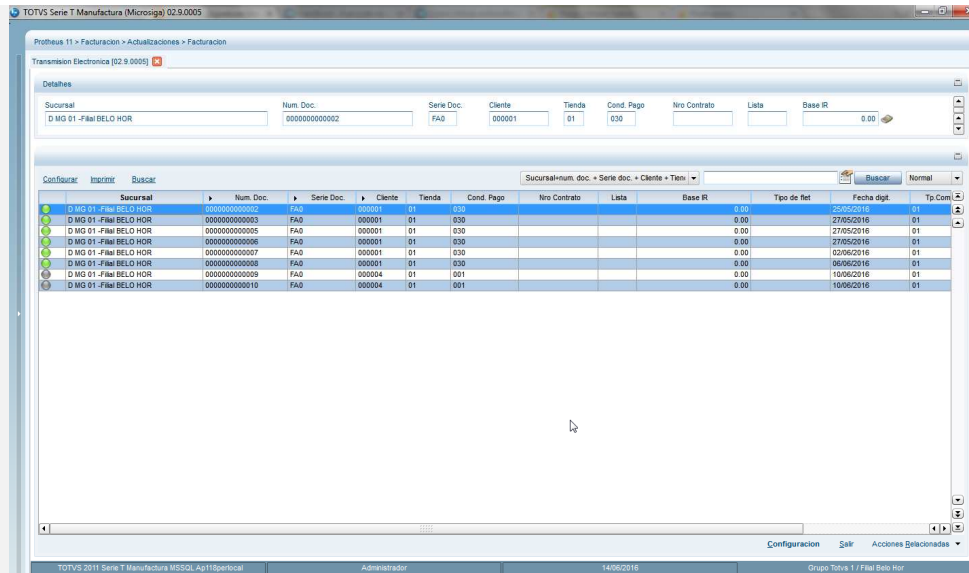 TOTVS Serie T Manufactura (Microsiga) 02.9.0005
Protheus 11 > Facturacion > Actualizaciones > Facturacion
Transmision Electronica [02.9.0005]
Detalhes
Sucursal Num. Doc. Serie Doc. Cliente Tienda Cond. Pago Nro Contrato Lista Base IR
D MG 01 -Filial BELO HOR 0000000000002 FA0 000001 01 030 0.00
Configurar Imprimir Buscar Sucursal+num. doc. + Serie doc. + Cliente + Tien Buscar Normal
Sucursal Num. Doc. Serie Doc. Cliente Tienda Cond. Pago Nro Contrato Lista Base IR Tipo de flet Fecha digit. Tp.Com
D MG 01 -Filial BELO HOR 0000000000002 FA0 000001 01 030 0.00 25/05/2016 01
D MG 01 -Filial BELO HOR 0000000000003 FA0 000001 01 030 0.00 27/05/2016 01
D MG 01 -Filial BELO HOR 0000000000005 FA0 000001 01 030 0.00 27/05/2016 01
D MG 01 -Filial BELO HOR 0000000000006 FA0 000001 01 030 0.00 27/05/2016 01
D MG 01 -Filial BELO HOR 0000000000007 FA0 000001 01 030 0.00 02/06/2016 01
D MG 01 -Filial BELO HOR 0000000000008 FA0 000001 01 030 0.00 06/06/2016 01
D MG 01 -Filial BELO HOR 0000000000009 FA0 000004 01 001 0.00 10/06/2016 01
D MG 01 -Filial BELO HOR 0000000000010 FA0 000004 01 001 0.00 10/06/2016 01
Configuracion Salir Acciones Relacionadas
TOTVS 2011 Serie T Manufactura MSSQL Ap118perlocal Administrador 14/06/2016 Grupo Totvs 1 / Filial Belo Hor